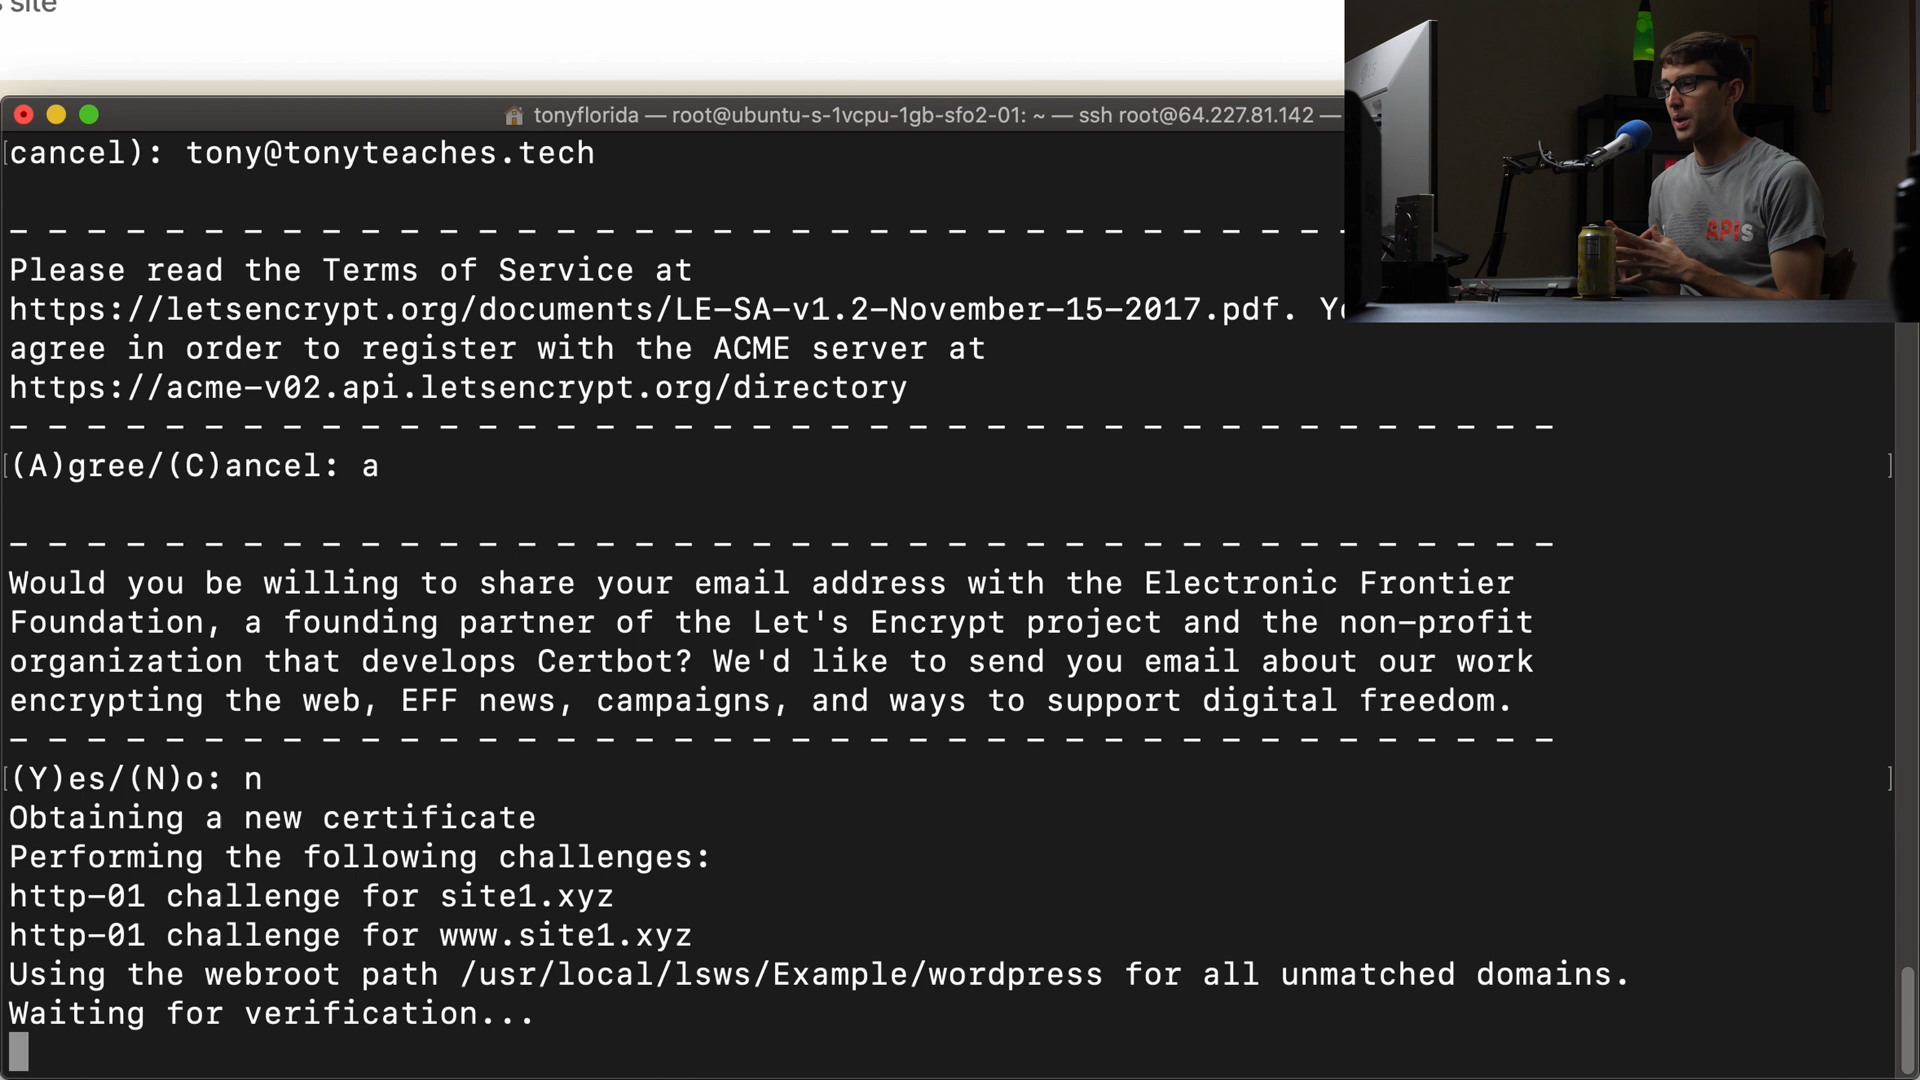 site
tonyflorida — root@ubuntu-s-1vcpu-1gb-sfo2-01: ~ — ssh root@64.227.81.142 —
[cancel): tony@tonyteaches.tech
- - - - - - - - - - - - - - - - - - - - - - - - - - - - - - - - - - -
Please read the Terms of Service at
https://letsencrypt.org/documents/LE-SA-v1.2-November-15-2017.pdf.
agree in order to register with the ACME server at
https://acme-v02.api.letsencrypt.org/directory
- - - - - - - - - - - - - - - - - - - - - - - - - - - - - - - - - - - - - - - -
[(A)gree/(C)ancel: a ]
- - - - - - - - - - - - - - - - - - - - - - - - - - - - - - - - - - - - - - - -
Would you be willing to share your email address with the Electronic Frontier
Foundation, a founding partner of the Let's Encrypt project and the non-profit
organization that develops Certbot? We'd like to send you email about our work
encrypting the web, EFF news, campaigns, and ways to support digital freedom.
- - - - - - - - - - - - - - - - - - - - - - - - - - - - - - - - - - - - - - - -
[(Y)es/(N)o: n ]
Obtaining a new certificate
Performing the following challenges:
http-01 challenge for site1.xyz
http-01 challenge for www.site1.xyz
Using the webroot path /usr/local/lsws/Example/wordpress for all unmatched domains.
Waiting for verification...
APIs